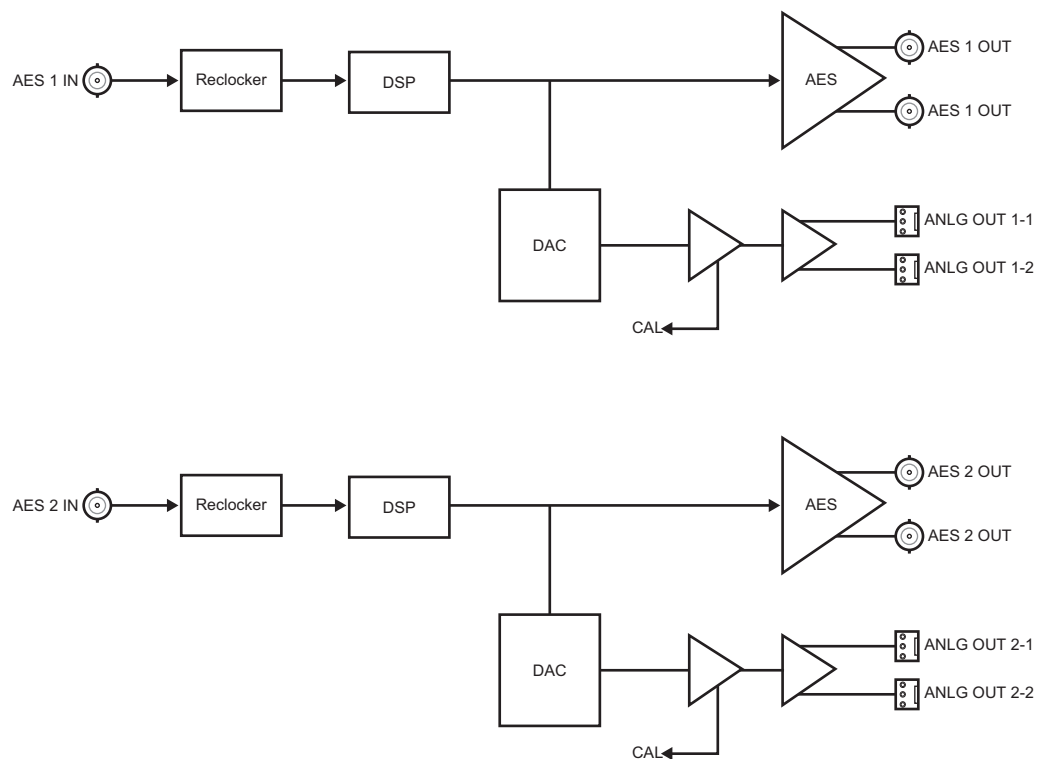 AES 1 IN
Reclocker
DSP
AES
AES 1 OUT
AES 1 OUT
DAC
ANLG OUT 1-1
ANLG OUT 1-2
CAL
AES 2 IN
Reclocker
DSP
AES
AES 2 OUT
AES 2 OUT
DAC
ANLG OUT 2-1
ANLG OUT 2-2
CAL